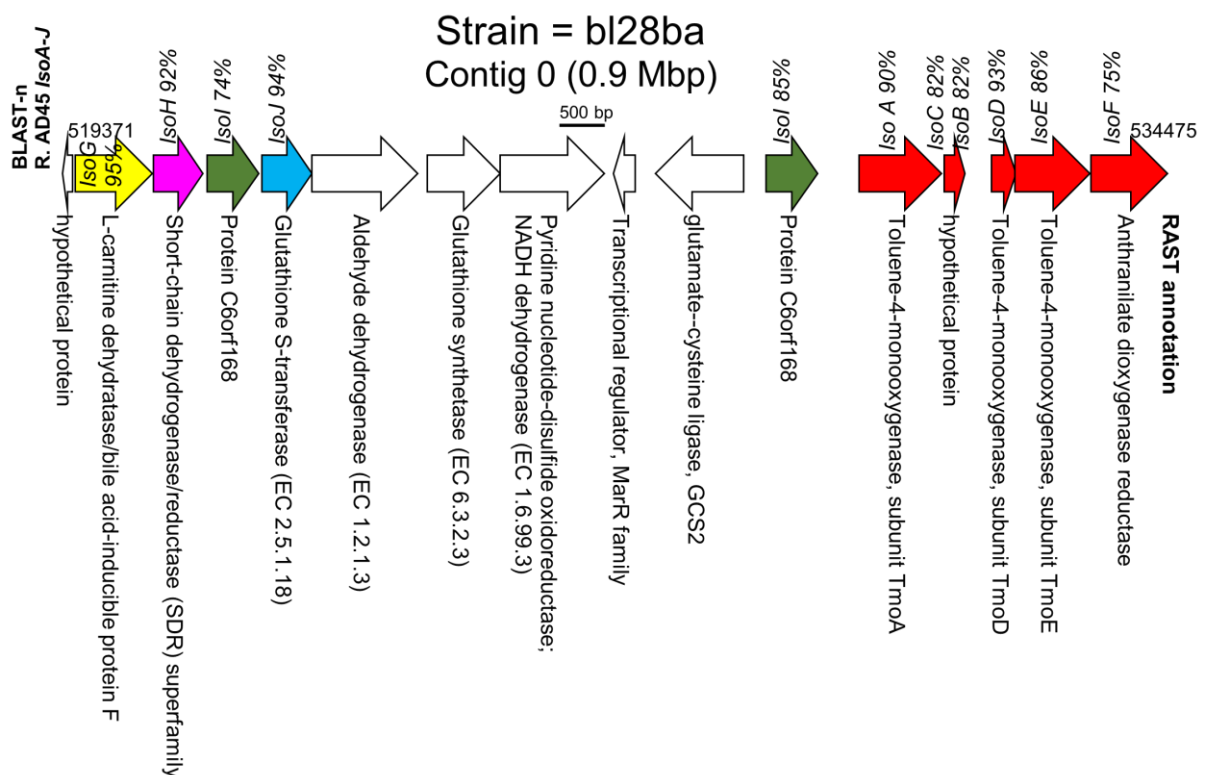 Strain = bl28ba
Contig 0 (0.9 Mbp)
BLAST-n
R. AD45 IsoA-J
519371
IsoG
95%
IsoH 92%
IsoI 74%
IsoJ 94%
500 bp
IsoI 85%
Iso A 90%
IsoC 82%
IsoB 82%
IsoD 93%
IsoE 86%
IsoF 75%
534475
hypothetical protein
L-carnitine dehydratase/bile acid-inducible protein F
Short-chain dehydrogenase/reductase (SDR) superfamily
Protein C6orf168
Glutathione S-transferase (EC 2.5.1.18)
Aldehyde dehydrogenase (EC 1.2.1.3)
Glutathione synthetase (EC 6.3.2.3)
Pyridine nucleotide-disulfide oxidoreductase;
NADH dehydrogenase (EC 1.6.99.3)
Transcriptional regulator, MarR family
glutamate--cysteine ligase, GCS2
Protein C6orf168
Toluene-4-monooxygenase, subunit TmoA
hypothetical protein
Toluene-4-monooxygenase, subunit TmoD
Toluene-4-monooxygenase, subunit TmoE
Anthranilate dioxygenase reductase
RAST annotation